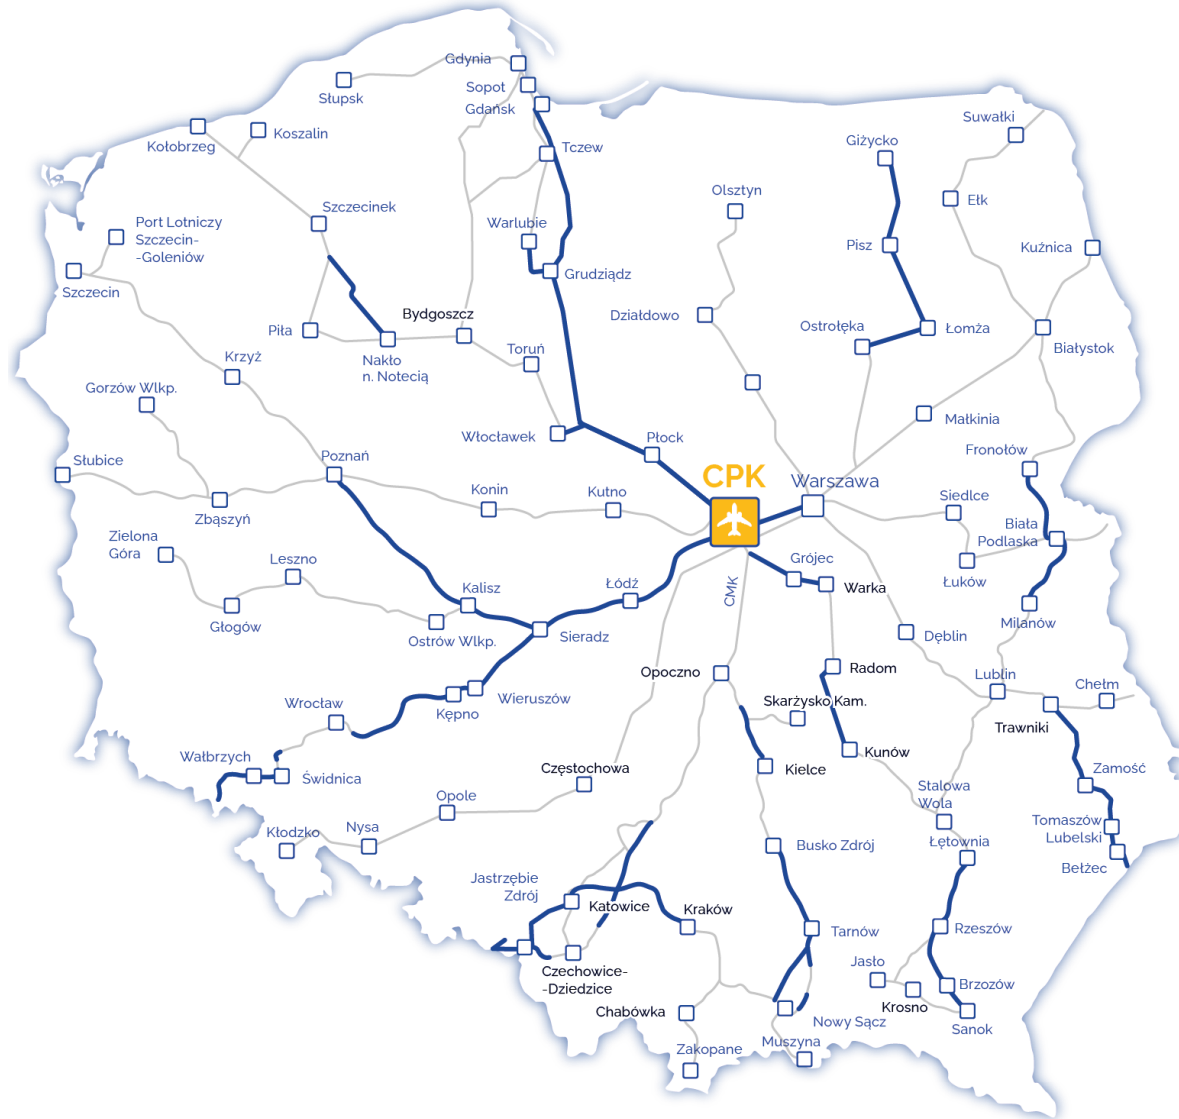 Gdynia
Sopot
Gdańsk
Słupsk
Koszalin
Kołobrzeg
Tczew
Suwałki
Giżycko
Olsztyn
Ełk
Szczecinek
Warlubie
Port Lotniczy
Szczecin-
-Goleniów
Szczecin
Pisz
Kuźnica
Grudziądz
Bydgoszcz
Działdowo
Ostrołęka
Łomża
Białystok
Piła
Nakło
n. Notecią
Toruń
Krzyż
Gorzów Wlkp.
Włocławek
Płock
Małkinia
Fronołów
Słubice
Poznań
CPK
Warszawa
Konin
Kutno
Siedlce
Zbąszyń
Biała
Podlaska
Zielona
Góra
Leszno
Łódź
Grójec
Łuków
Kalisz
CMK
Warka
Głogów
Ostrów Wlkp.
Sieradz
Milanów
Dęblin
Opoczno
Radom
Lublin
Chełm
Wrocław
Kępno
Wieruszów
Skarżysko Kam.
Trawniki
Wałbrzych
Świdnica
Częstochowa
Kielce
Kunów
Zamość
Stalowa
Wola
Opole
Tomaszów
Lubelski
Kłodzko
Nysa
Busko Zdrój
Łętownia
Bełżec
Jastrzębie
Zdrój
Katowice
Kraków
Tarnów
Rzeszów
Czechowice-
-Dziedzice
Jasło
Brzozów
Chabówka
Krosno
Nowy Sącz
Sanok
Muszyna
Zakopane